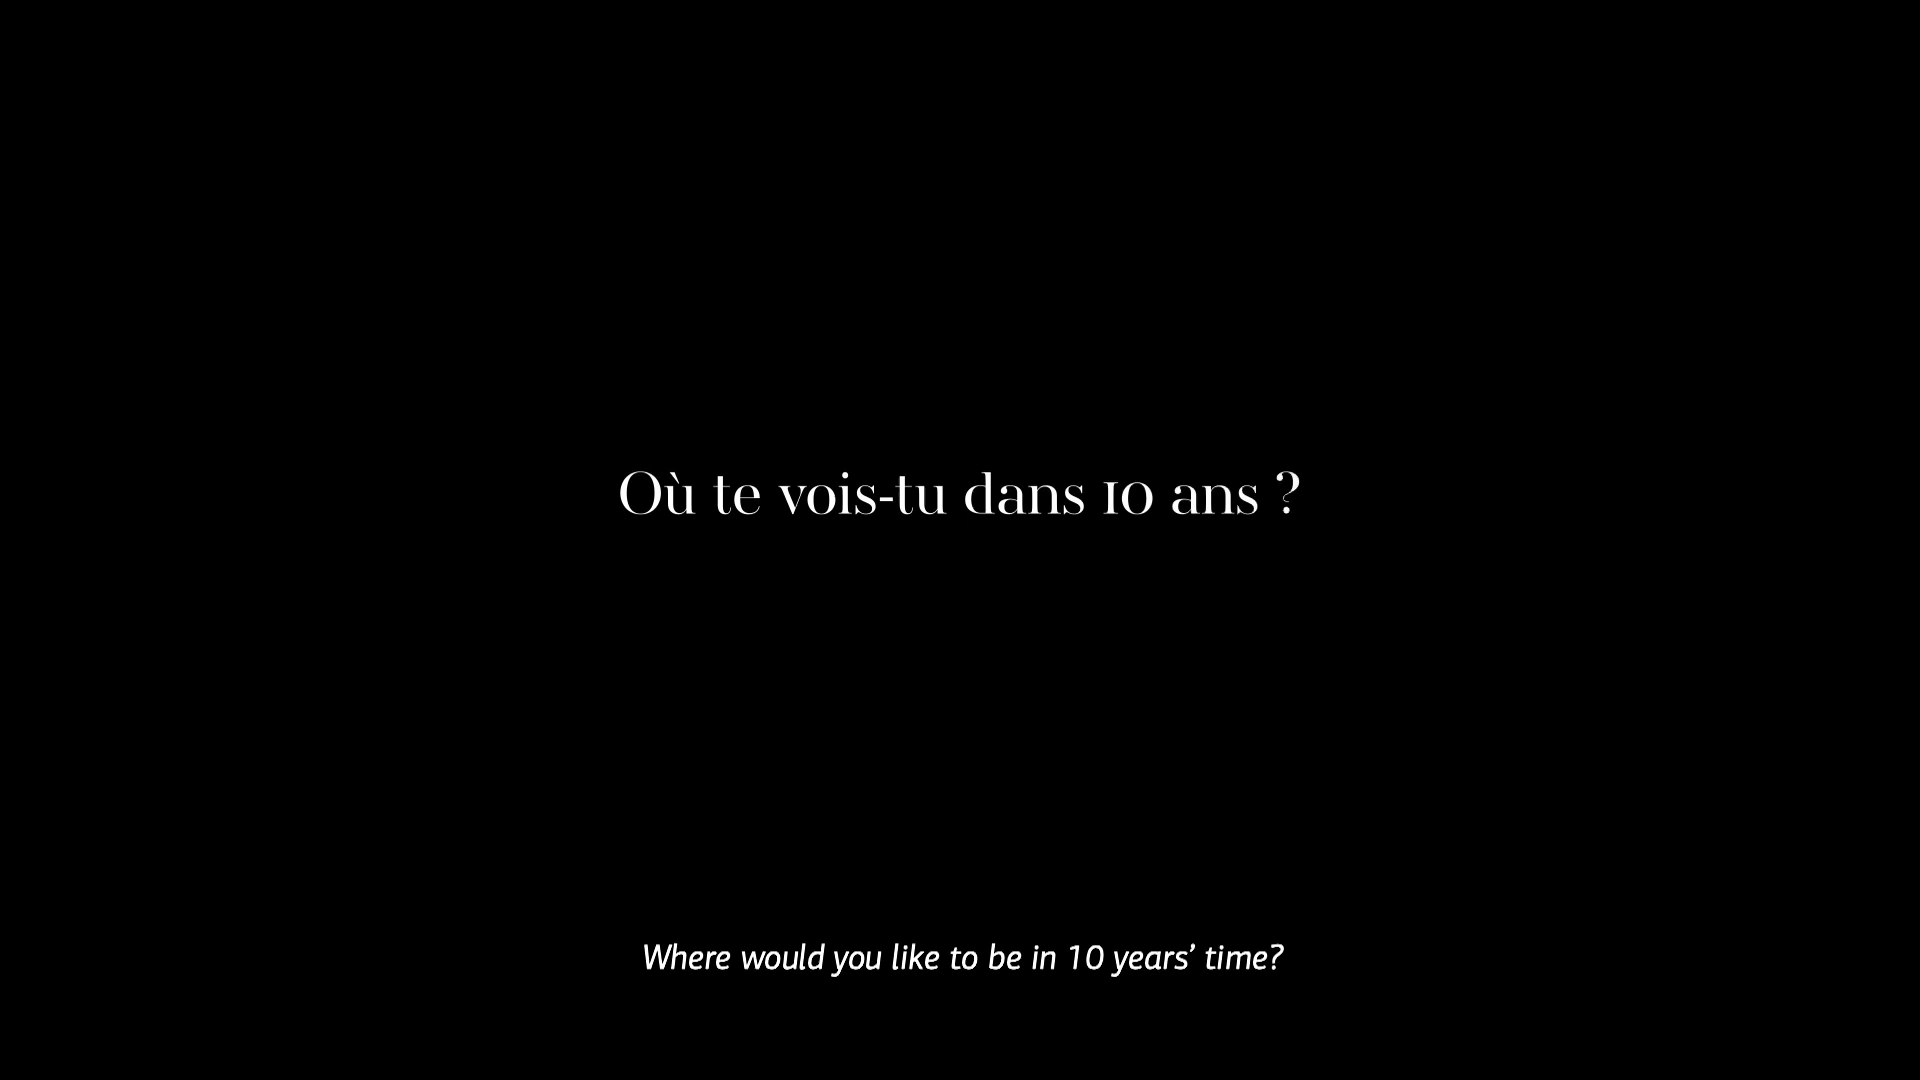 Où te vois-tu dans 10 ans ?
Where would you like to be in 10 years’ time?